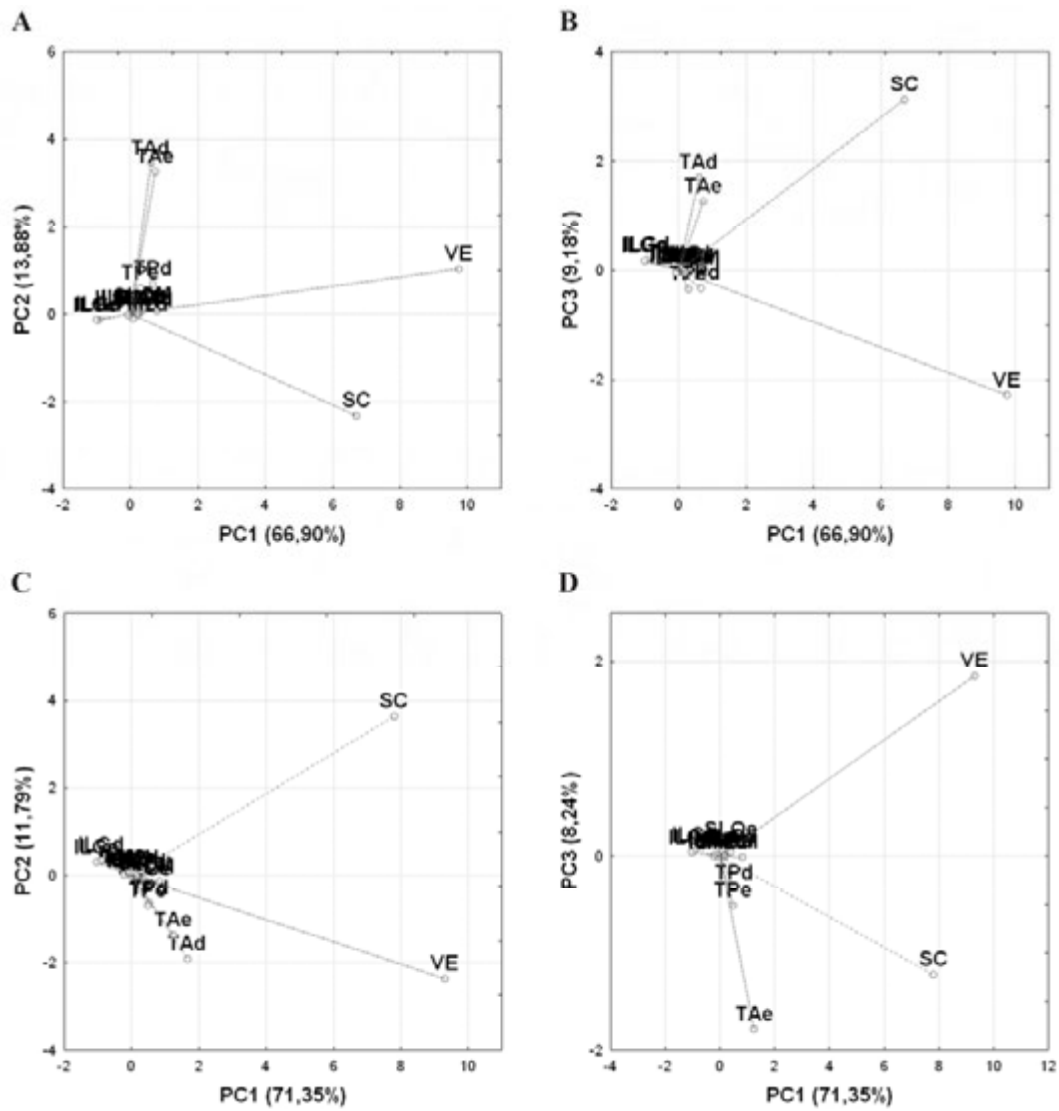 A
6
4
2
0
-2
-4
PC2 (13,88%)
TAd
TAe
TPd
VE
SC
-2 0 2 4 6 8 10
PC1 (66,90%)
B
4
2
0
-2
-4
PC3 (9,18%)
SC
TAd
TAe
ILGd
VE
-2 0 2 4 6 8 10
PC1 (66,90%)
C
6
4
2
0
-2
-4
PC2 (11,79%)
SC
TPd
TAe
TAd
VE
-2 0 2 4 6 8 10
PC1 (71,35%)
D
2
0
-2
PC3 (8,24%)
VE
TPd
TPe
SC
TAe
-4 -2 0 2 4 6 8 10 12
PC1 (71,35%)